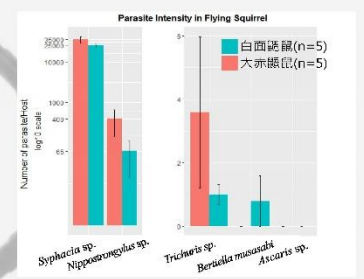 Parasite Intensity in Flying Squirrel
Number of parasite/Host
log10 scale
25000
10000
1000
400
65
6
4
2
0
白面鼯鼠(n=5)
大赤鼯鼠(n=5)
Syphacia sp.
Nippostrongylus sp.
Trichuris sp.
Bertiella musasabi
Ascaris sp.